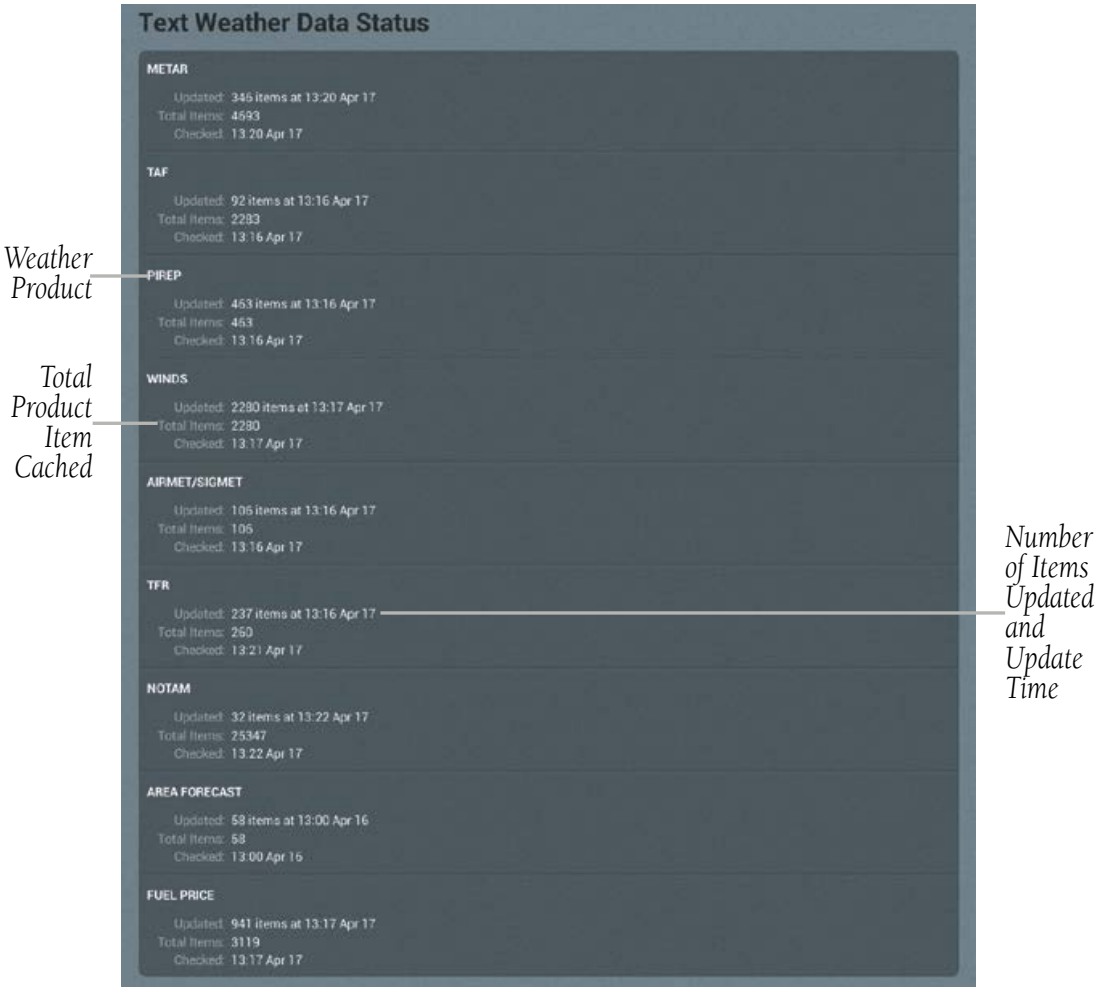 Text Weather Data Status
METAR
Updated: 346 items at 13:20 Apr 17
Total Items: 4693
Checked: 13:20 Apr 17
TAF
Updated: 92 items at 13:16 Apr 17
Total Items: 2283
Checked: 13:16 Apr 17
Weather
Product
PIREP
Updated: 463 items at 13:16 Apr 17
Total Items: 463
Checked: 13:16 Apr 17
Total
Product
Item
Cached
WINDS
Updated: 2280 items at 13:17 Apr 17
Total Items: 2280
Checked: 13:17 Apr 17
AIRMET/SIGMET
Updated: 106 items at 13:16 Apr 17
Total Items: 106
Checked: 13:16 Apr 17
TFR
Updated: 237 items at 13:16 Apr 17
Total Items: 260
Checked: 13:21 Apr 17
Number
of Items
Updated
and
Update
Time
NOTAM
Updated: 32 items at 13:22 Apr 17
Total Items: 25347
Checked: 13:22 Apr 17
AREA FORECAST
Updated: 58 items at 13:00 Apr 16
Total Items: 58
Checked: 13:00 Apr 16
FUEL PRICE
Updated: 941 items at 13:17 Apr 17
Total Items: 3119
Checked: 13:17 Apr 17